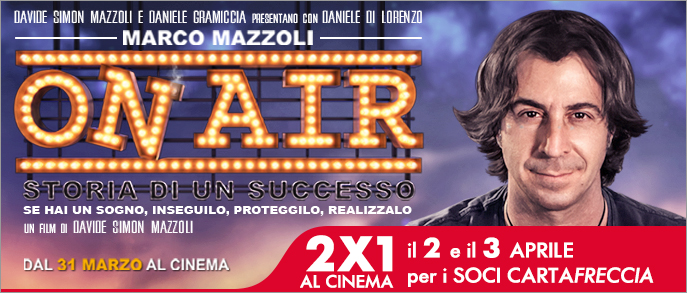 DAVIDE SIMON MAZZOLI E DANIELE GRAMICCIA PRESENTANO CON DANIELE DI LORENZO
MARCO MAZZOLI
ON AIR
STORIA DI UN SUCCESSO
SE HAI UN SOGNO, INSEGUILO, PROTEGGILO, REALIZZALO
UN FILM DI DAVIDE SIMON MAZZOLI
DAL 31 MARZO AL CINEMA
2X1
AL CINEMA
il 2 e il 3 APRILE
per i SOCI CARTAFRECCIA